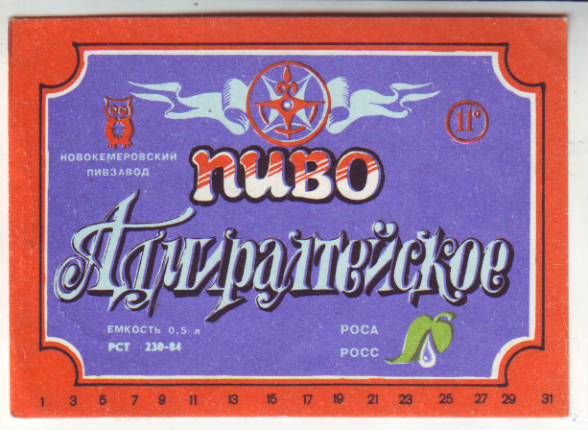 11°
НОВОКЕМЕРОВСКИЙ
ПИВЗАВОД
ПИВО
Адмиралтейское
ЕМКОСТЬ 0,5 л
РСТ 230-84
РОСА
РОСС
1 3 5 7 9 11 13 15 17 19 21 23 25 27 29 31